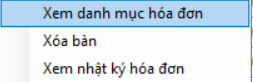 Xem danh mục hóa đơn
Xóa bàn
Xem nhật ký hóa đơn